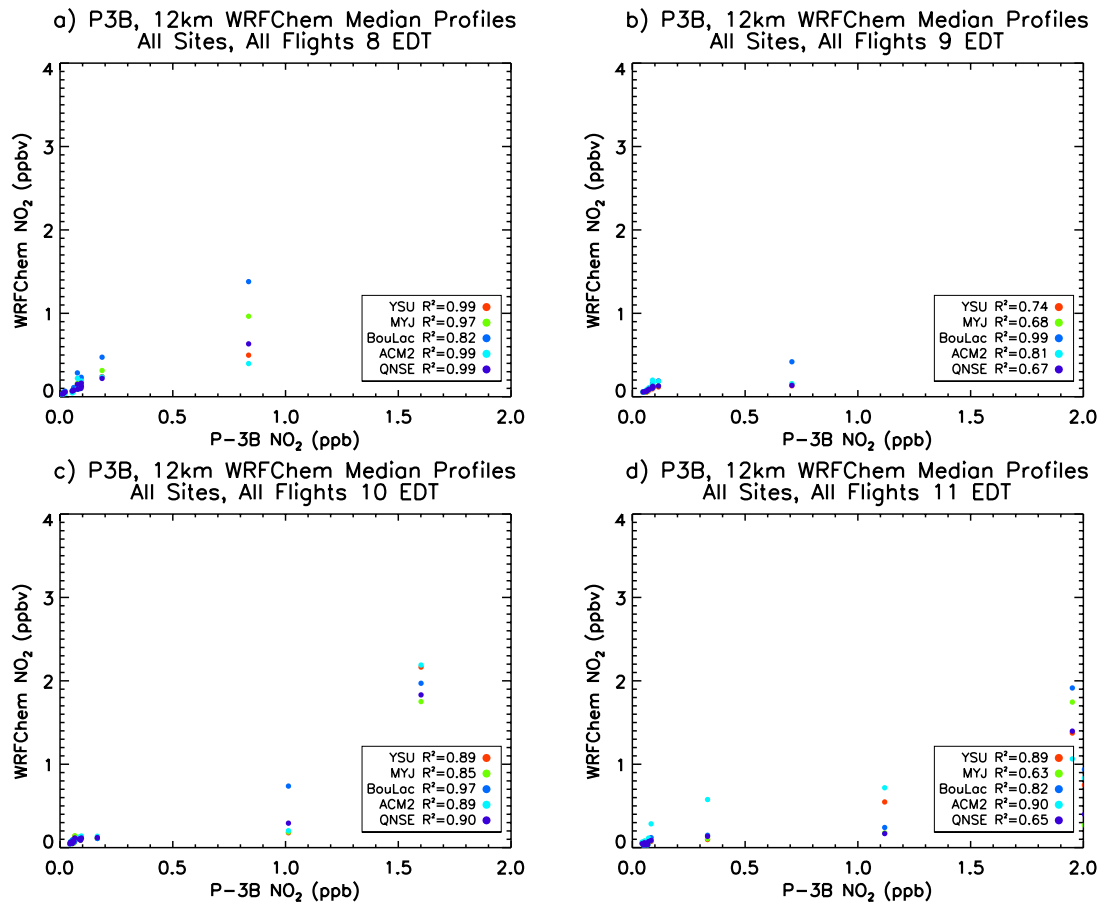 a) P3B, 12km WRFChem Median Profiles
All Sites, All Flights 8 EDT
4
3
2
1
0
WRFChem NO₂ (ppbv)
YSU R²=0.99
MYJ R²=0.97
BouLac R²=0.82
ACM2 R²=0.99
QNSE R²=0.99
0.0 0.5 1.0 1.5 2.0
P-3B NO₂ (ppb)
b) P3B, 12km WRFChem Median Profiles
All Sites, All Flights 9 EDT
4
3
2
1
0
WRFChem NO₂ (ppbv)
YSU R²=0.74
MYJ R²=0.68
BouLac R²=0.99
ACM2 R²=0.81
QNSE R²=0.67
0.0 0.5 1.0 1.5 2.0
P-3B NO₂ (ppb)
c) P3B, 12km WRFChem Median Profiles
All Sites, All Flights 10 EDT
4
3
2
1
0
WRFChem NO₂ (ppbv)
YSU R²=0.89
MYJ R²=0.85
BouLac R²=0.97
ACM2 R²=0.89
QNSE R²=0.90
0.0 0.5 1.0 1.5 2.0
P-3B NO₂ (ppb)
d) P3B, 12km WRFChem Median Profiles
All Sites, All Flights 11 EDT
4
3
2
1
0
WRFChem NO₂ (ppbv)
YSU R²=0.89
MYJ R²=0.63
BouLac R²=0.82
ACM2 R²=0.90
QNSE R²=0.65
0.0 0.5 1.0 1.5 2.0
P-3B NO₂ (ppb)